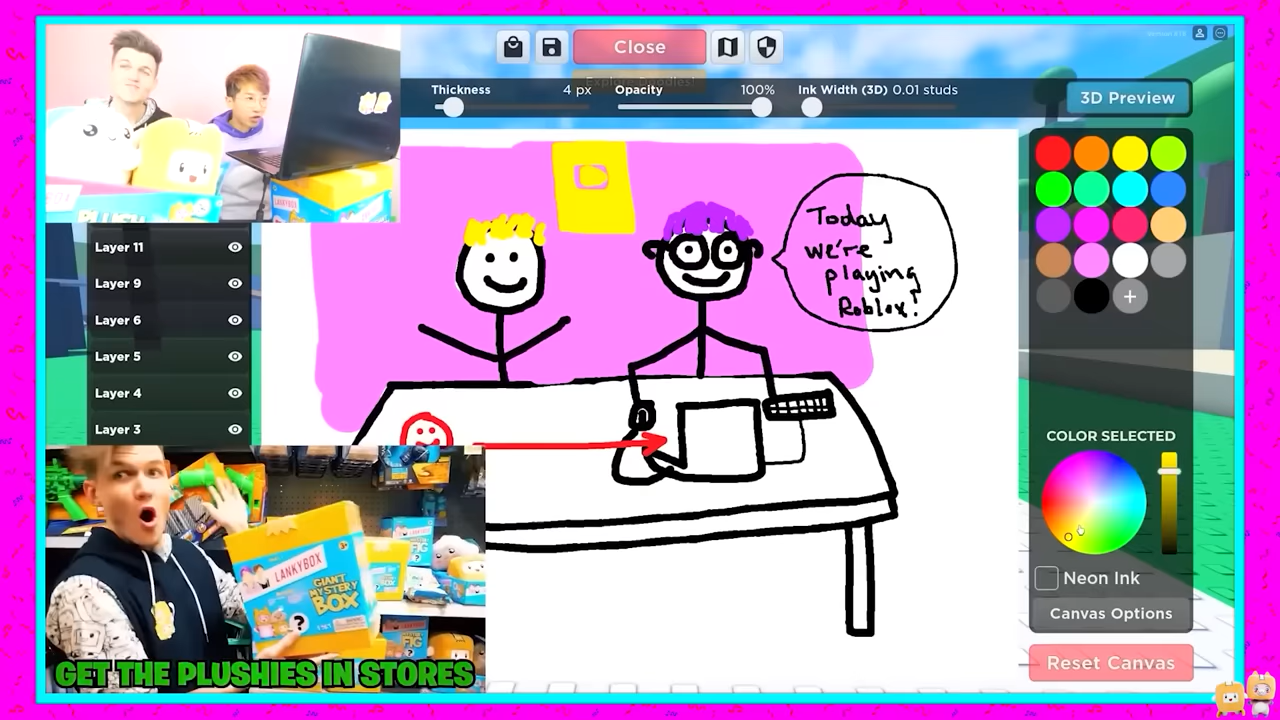 Close
Explore Doodles!
Thickness 4 px Opacity 100% Ink Width (3D) 0.01 studs
3D Preview
Layer 11
Layer 9
Layer 6
Layer 5
Layer 4
Layer 3
Today
we're
playing
Roblox!
COLOR SELECTED
Neon Ink
Canvas Options
Reset Canvas
LANKYBOX
GIANT
MYSTERY
BOX
?
GET THE PLUSHIES IN STORES